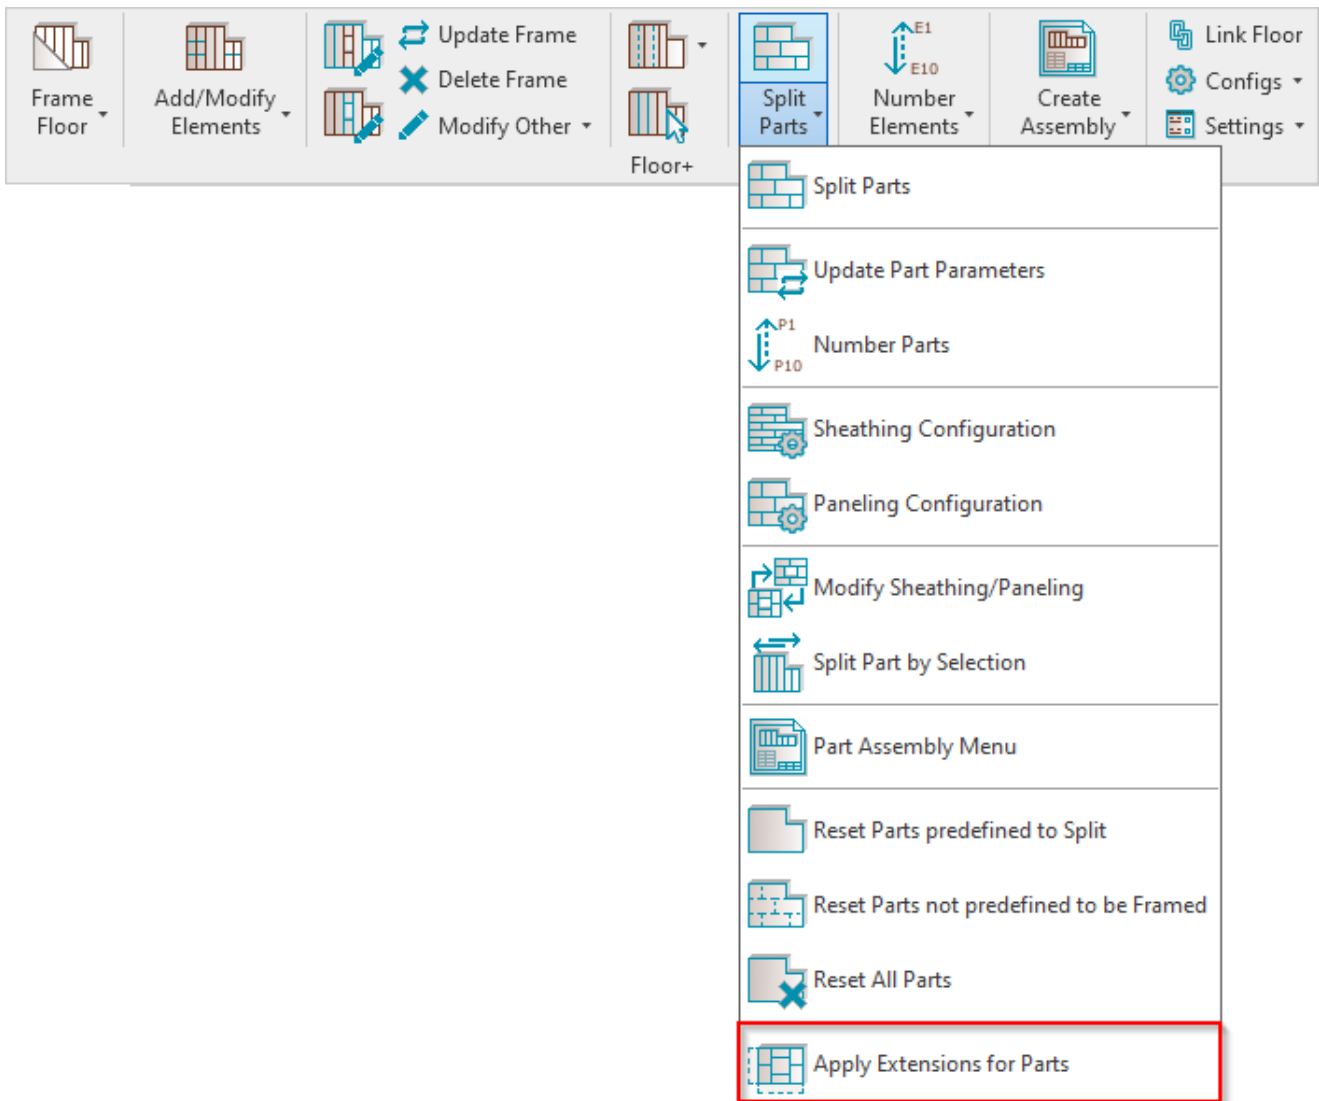 Frame
Floor
Add/Modify
Elements
Update Frame
Delete Frame
Modify Other
Floor+
Split
Parts
E1
E10
Number
Elements
Create
Assembly
Link Floor
Configs
Settings
Split Parts
Update Part Parameters
P1
P10
Number Parts
Sheathing Configuration
Paneling Configuration
Modify Sheathing/Paneling
Split Part by Selection
Part Assembly Menu
Reset Parts predefined to Split
Reset Parts not predefined to be Framed
Reset All Parts
Apply Extensions for Parts